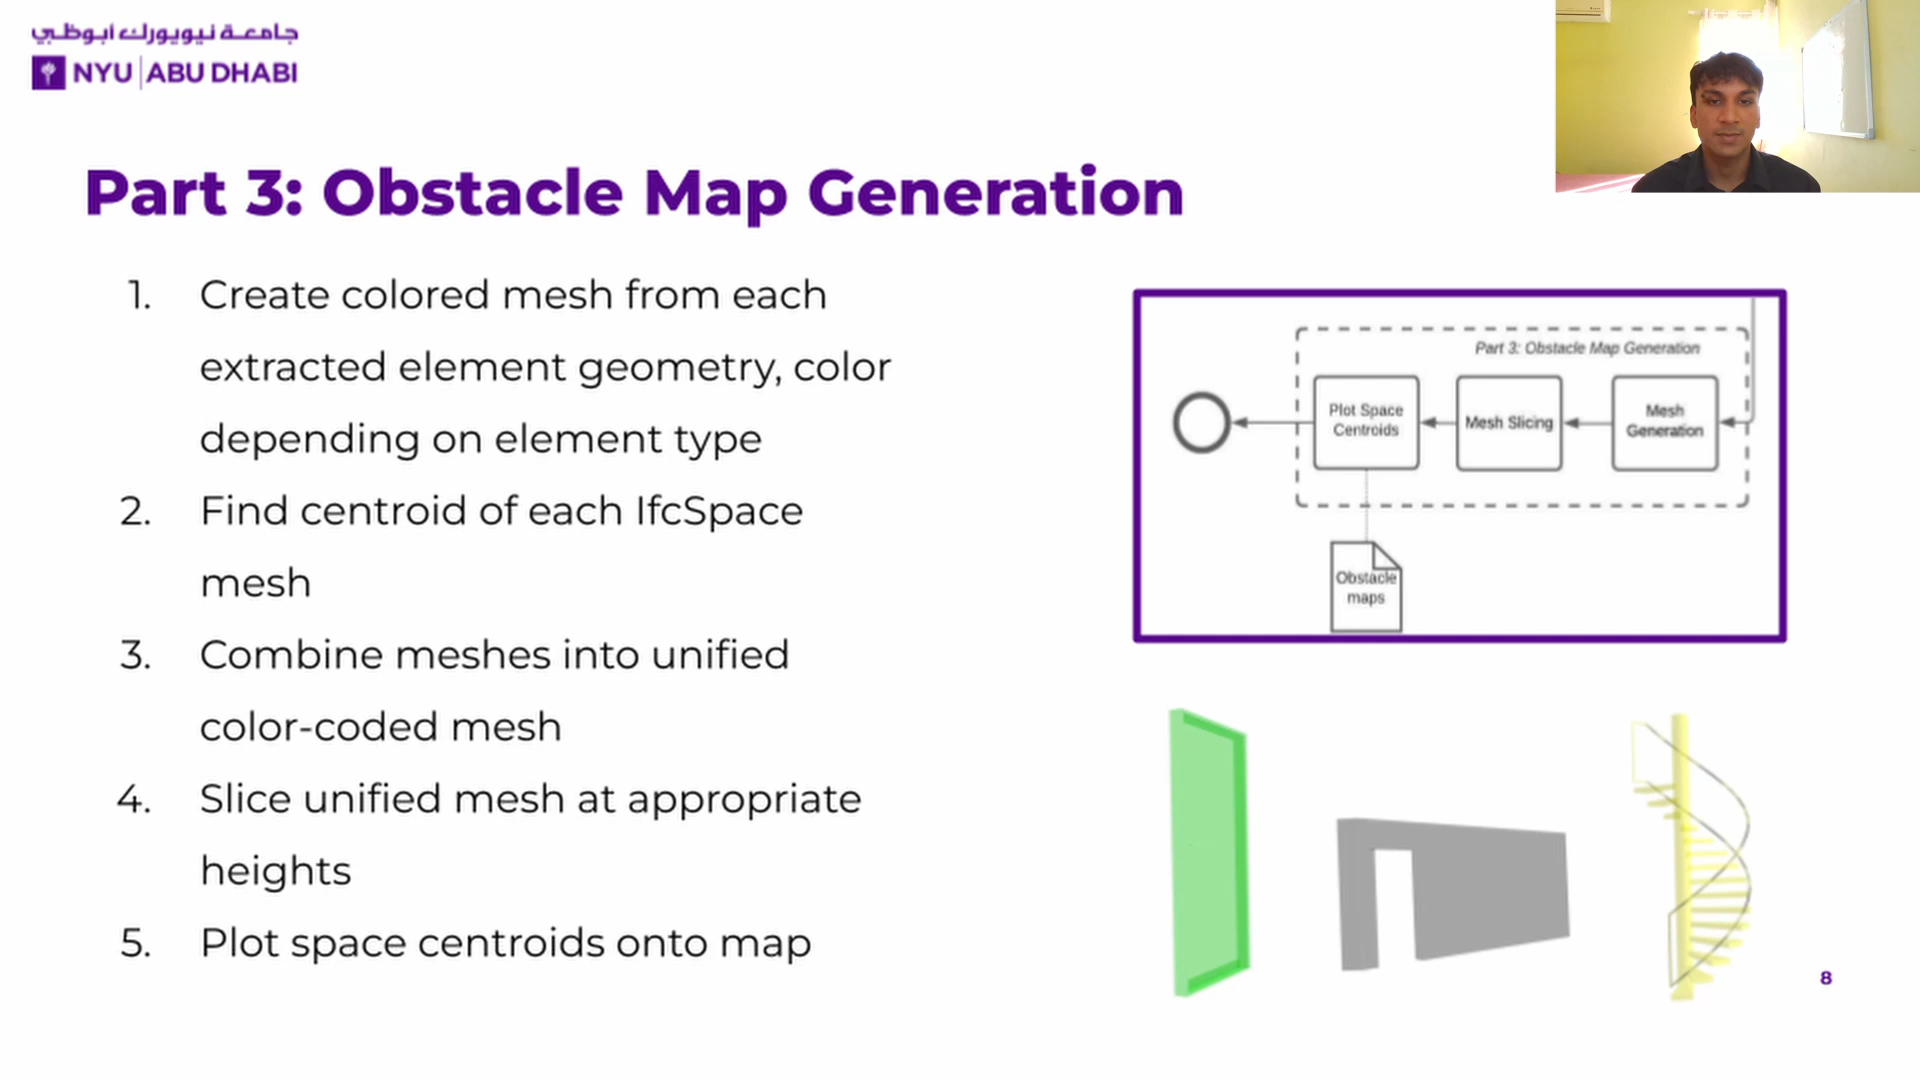 جامعـة نيويورك أبوظبي
NYU | ABU DHABI
Part 3: Obstacle Map Generation
1. Create colored mesh from each
extracted element geometry, color
depending on element type
2. Find centroid of each IfcSpace
mesh
3. Combine meshes into unified
color-coded mesh
4. Slice unified mesh at appropriate
heights
5. Plot space centroids onto map
Part 3: Obstacle Map Generation
Plot Space
Centroids
Mesh Slicing
Mesh
Generation
Obstacle
maps
8